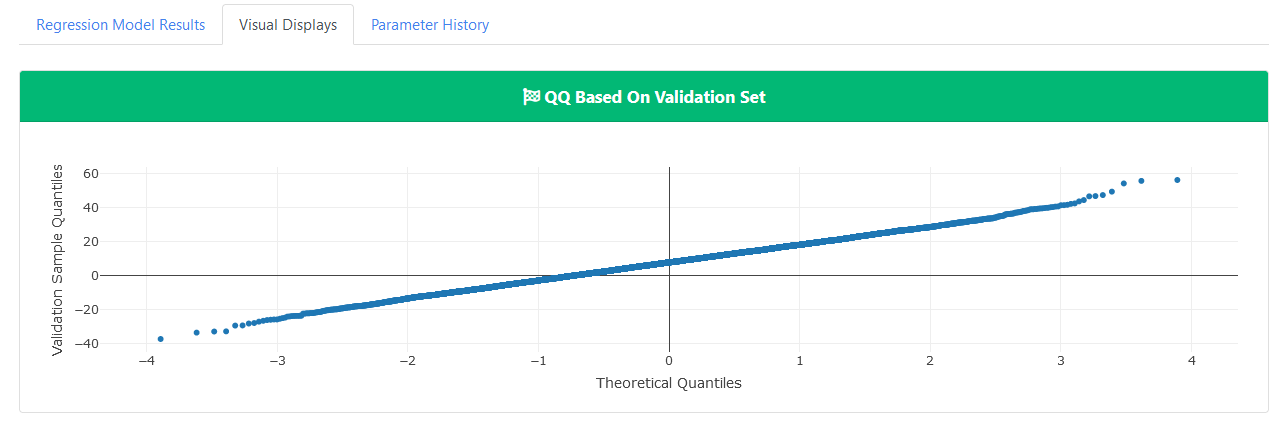 Regression Model Results Visual Displays Parameter History
QQ Based On Validation Set
Validation Sample Quantiles
60
40
20
0
−20
−40
−4 −3 −2 −1 0 1 2 3 4
Theoretical Quantiles